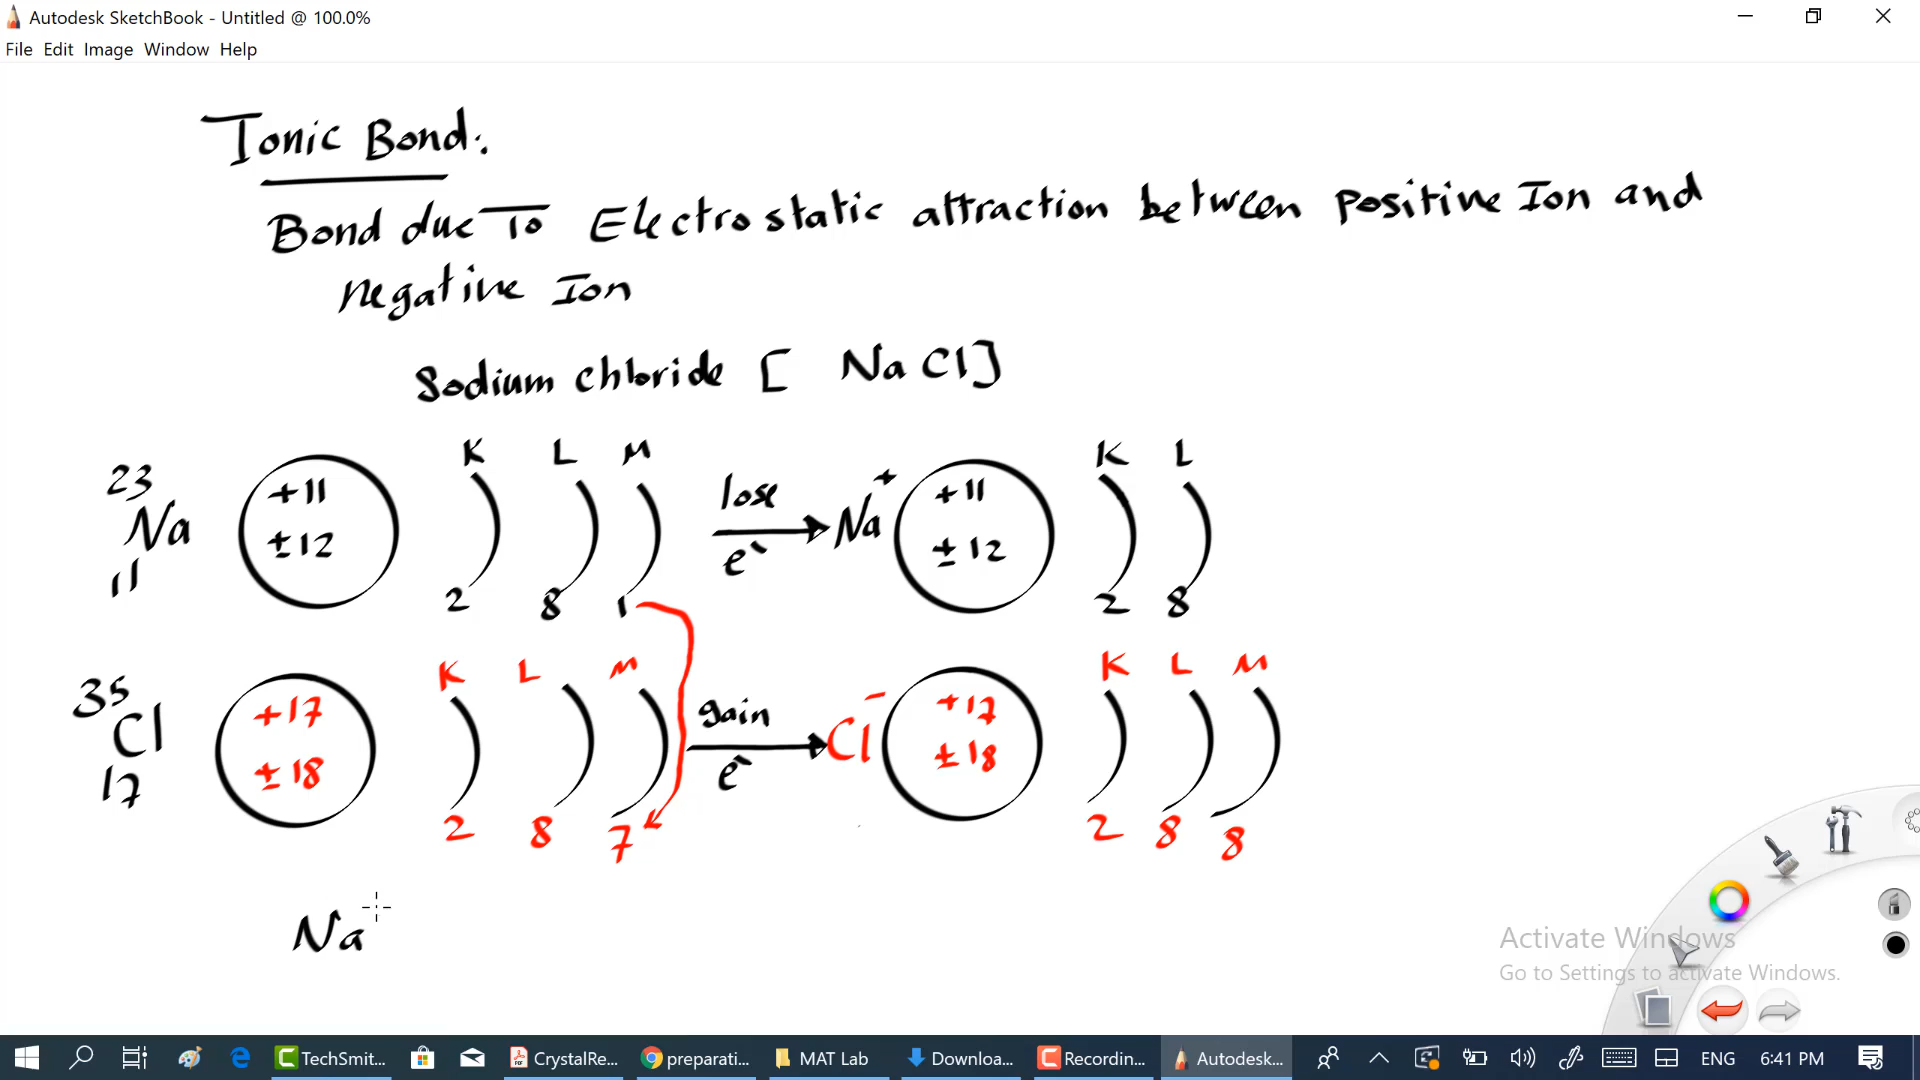 Autodesk SketchBook - Untitled @ 100.0%
File Edit Image Window Help
Ionic Bond:
Bond due To Electrostatic attraction between positive Ion and
negative Ion
Sodium chloride [ NaCl]
K L M K L
23 Na 11 +11 ±12 lose e⁻ Na⁺ +11 ±12
2 8 1 2 8
K L M K L M
35 Cl 17 +17 ±18 gain e⁻ Cl⁻ +17 ±18
2 8 7 2 8 8
Na
Activate Windows
Go to Settings to activate Windows.
TechSmit... CrystalRe... preparati... MAT Lab Downloa... Recordin... Autodesk... ENG 6:41 PM